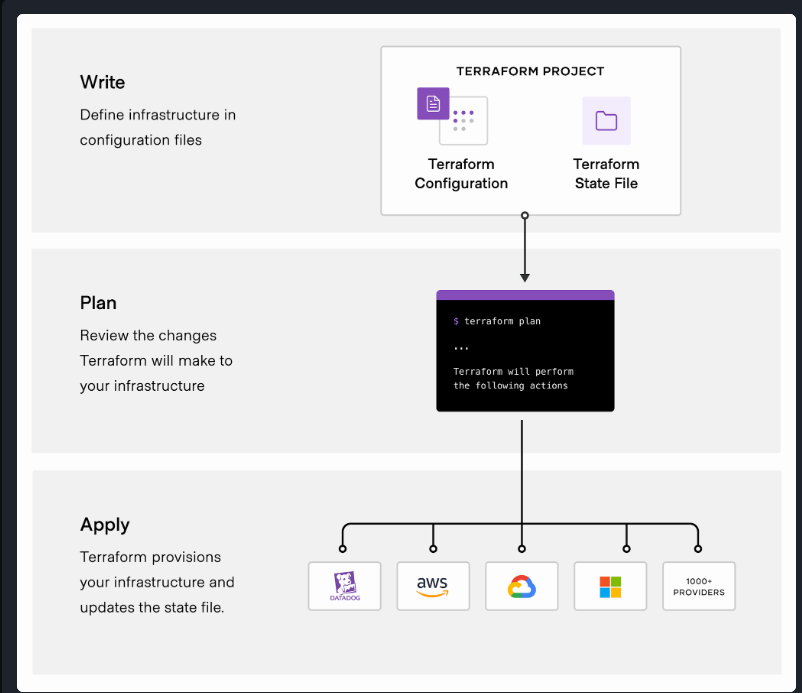 Write
Define infrastructure in
configuration files
TERRAFORM PROJECT
Terraform
Configuration
Terraform
State File
Plan
Review the changes
Terraform will make to
your infrastructure
$ terraform plan
...
Terraform will perform
the following actions
Apply
Terraform provisions
your infrastructure and
updates the state file.
DATADOG
aws
1000+
PROVIDERS